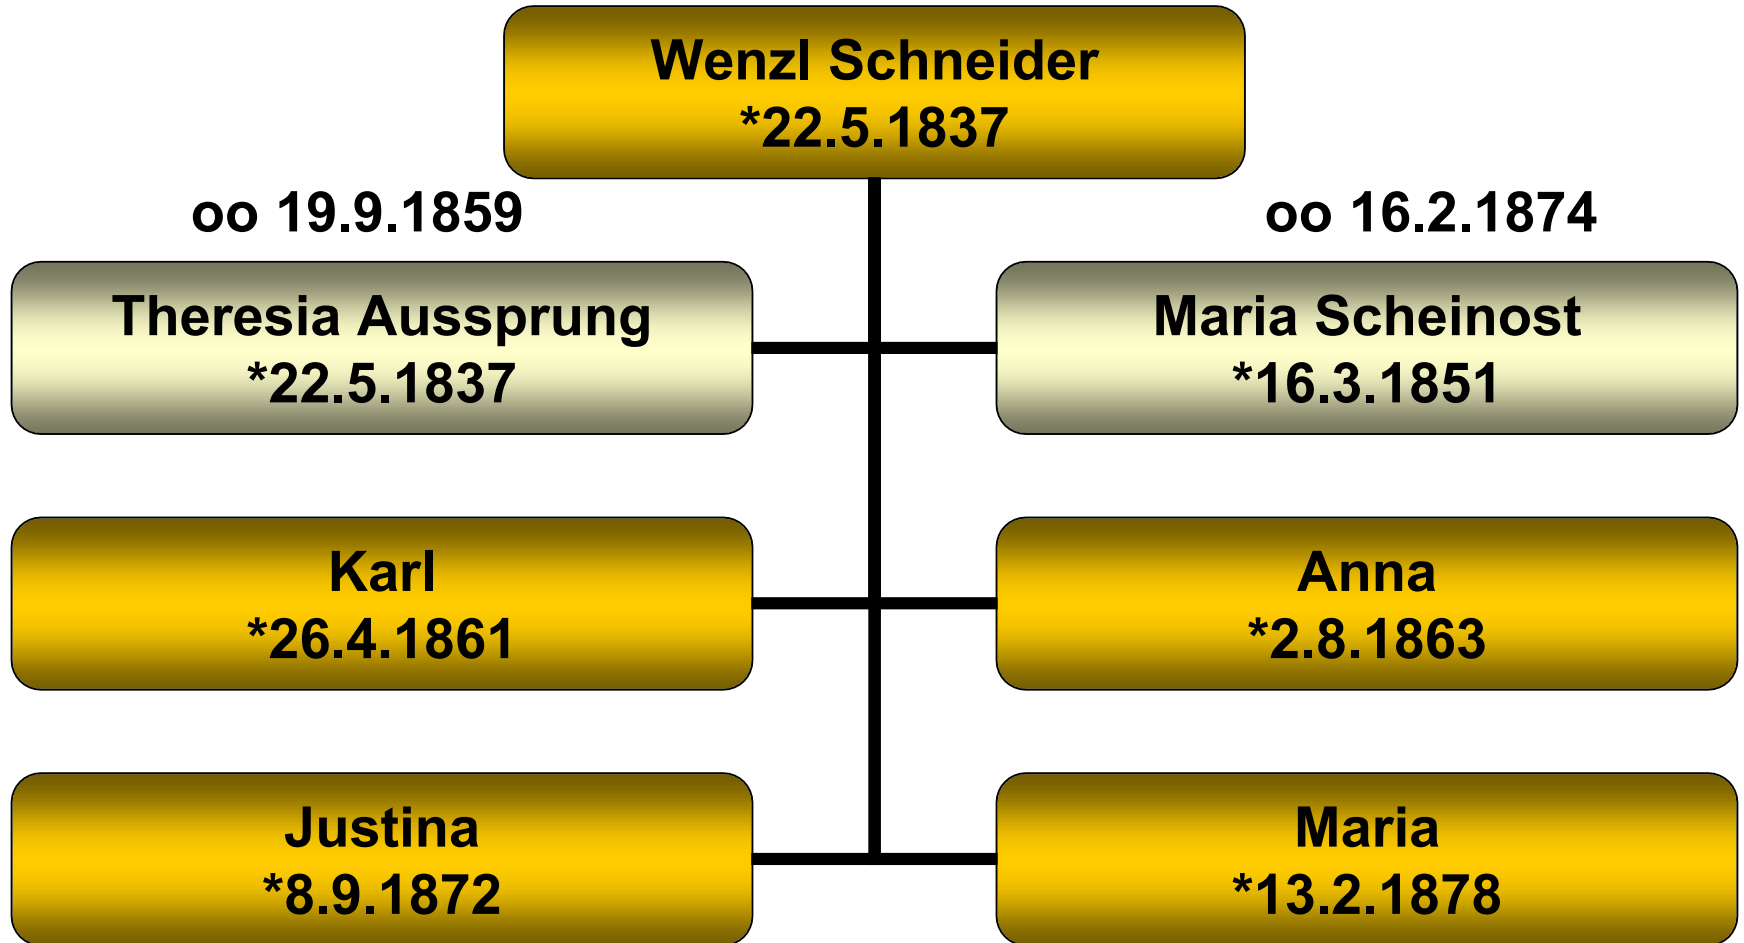 Wenzl Schneider
*22.5.1837
oo 19.9.1859
oo 16.2.1874
Theresia Aussprung
*22.5.1837
Maria Scheinost
*16.3.1851
Karl
*26.4.1861
Anna
*2.8.1863
Justina
*8.9.1872
Maria
*13.2.1878